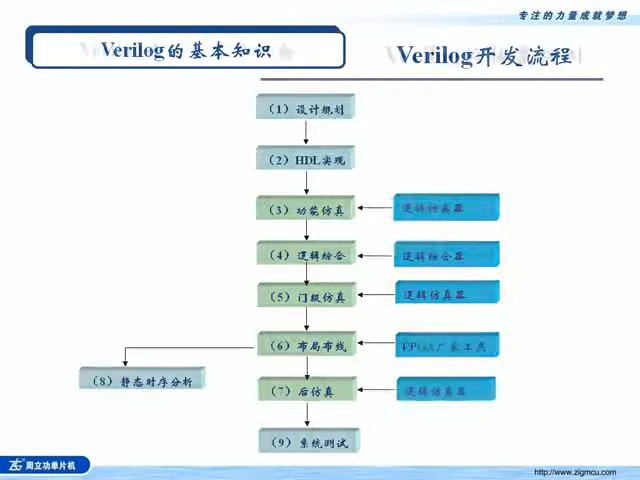 专注的力量成就梦想
Verilog的基本知识
Verilog开发流程
（1）设计规划
（2）HDL实现
（3）功能仿真
逻辑仿真器
（4）逻辑综合
逻辑综合器
（5）门级仿真
逻辑仿真器
（6）布局布线
FPGA厂家工具
（8）静态时序分析
（7）后仿真
逻辑仿真器
（9）系统测试
ZLG 周立功单片机
http://www.zlgmcu.com